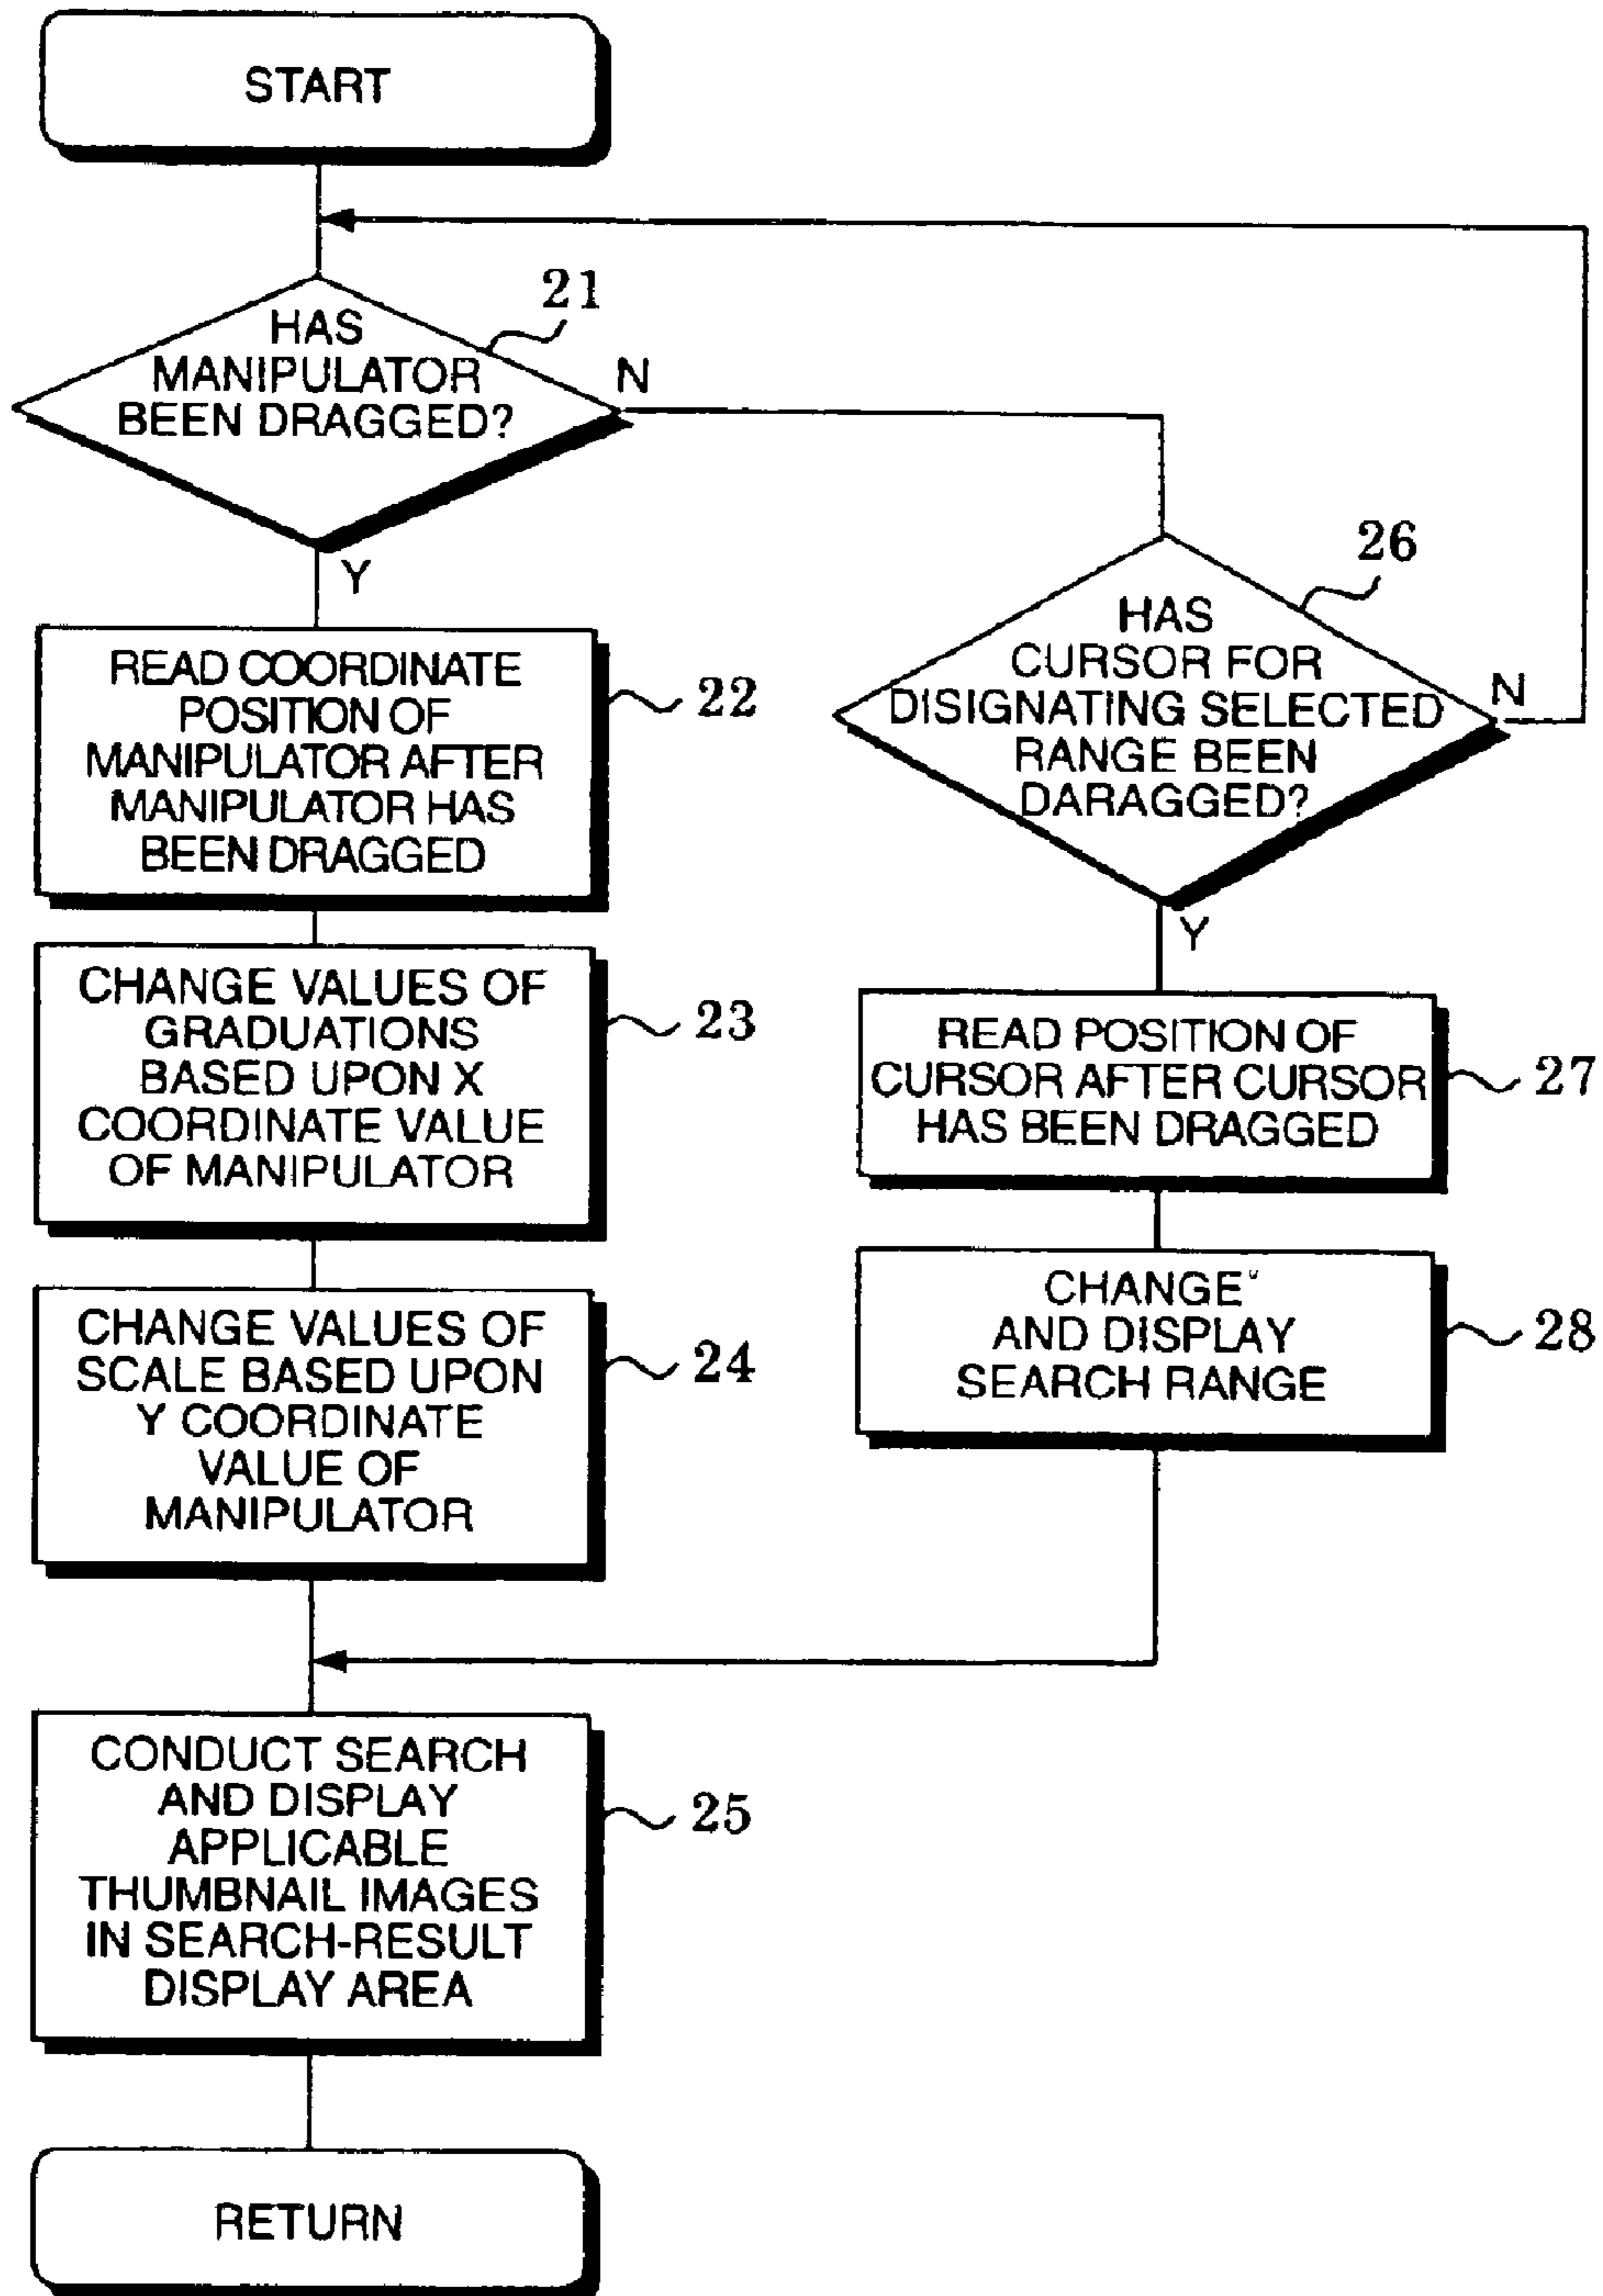 START
21
HAS
MANIPULATOR
BEEN DRAGGED?
N
Y
READ COORDINATE
POSITION OF
MANIPULATOR AFTER
MANIPULATOR HAS
BEEN DRAGGED
22
CHANGE VALUES OF
GRADUATIONS
BASED UPON X
COORDINATE VALUE
OF MANIPULATOR
23
CHANGE VALUES OF
SCALE BASED UPON
Y COORDINATE
VALUE OF
MANIPULATOR
24
26
HAS
CURSOR FOR
DISIGNATING SELECTED
RANGE BEEN
DARAGGED?
N
Y
READ POSITION OF
CURSOR AFTER CURSOR
HAS BEEN DRAGGED
27
CHANGE
AND DISPLAY
SEARCH RANGE
28
CONDUCT SEARCH
AND DISPLAY
APPLICABLE
THUMBNAIL IMAGES
IN SEARCH-RESULT
DISPLAY AREA
25
RETURN